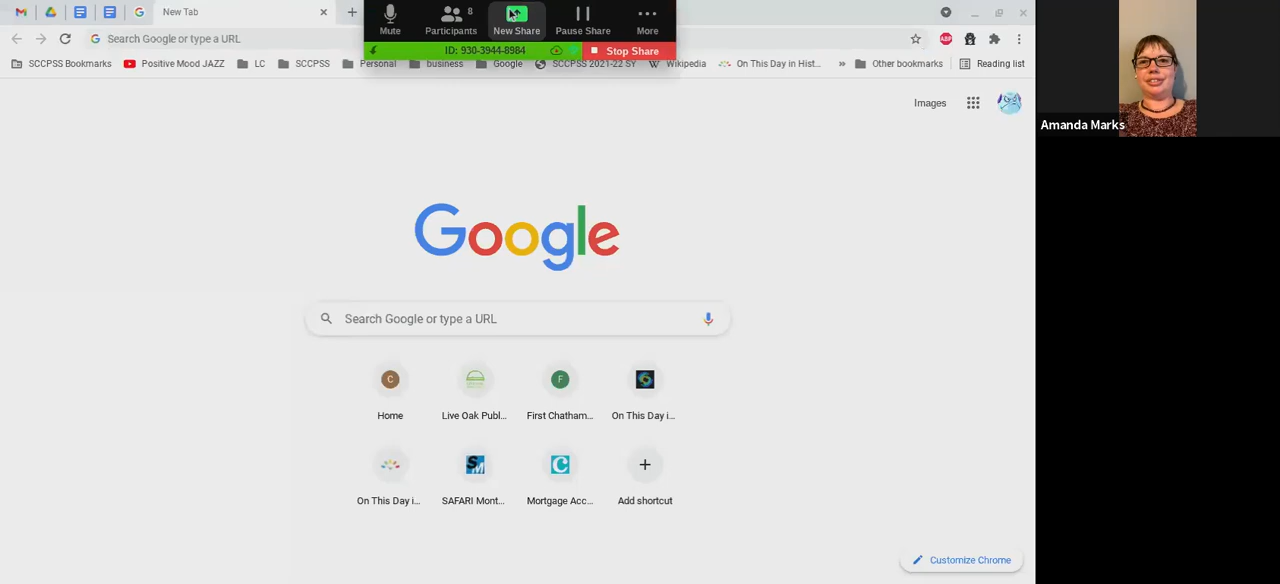 New Tab
Mute
Participants
8
New Share
Pause Share
More
Search Google or type a URL
ID: 930-3944-8984
Stop Share
SCCPSS Bookmarks
Positive Mood JAZZ
LC
SCCPSS
Personal
business
Google
SCCPSS 2021-22 SY
Wikipedia
On This Day in Hist...
»
Other bookmarks
Reading list
Images
Amanda Marks
Google
Search Google or type a URL
C
F
Home
Live Oak Publ...
First Chatham...
On This Day i...
SM
C
On This Day i...
SAFARI Mont...
Mortgage Acc...
Add shortcut
Customize Chrome